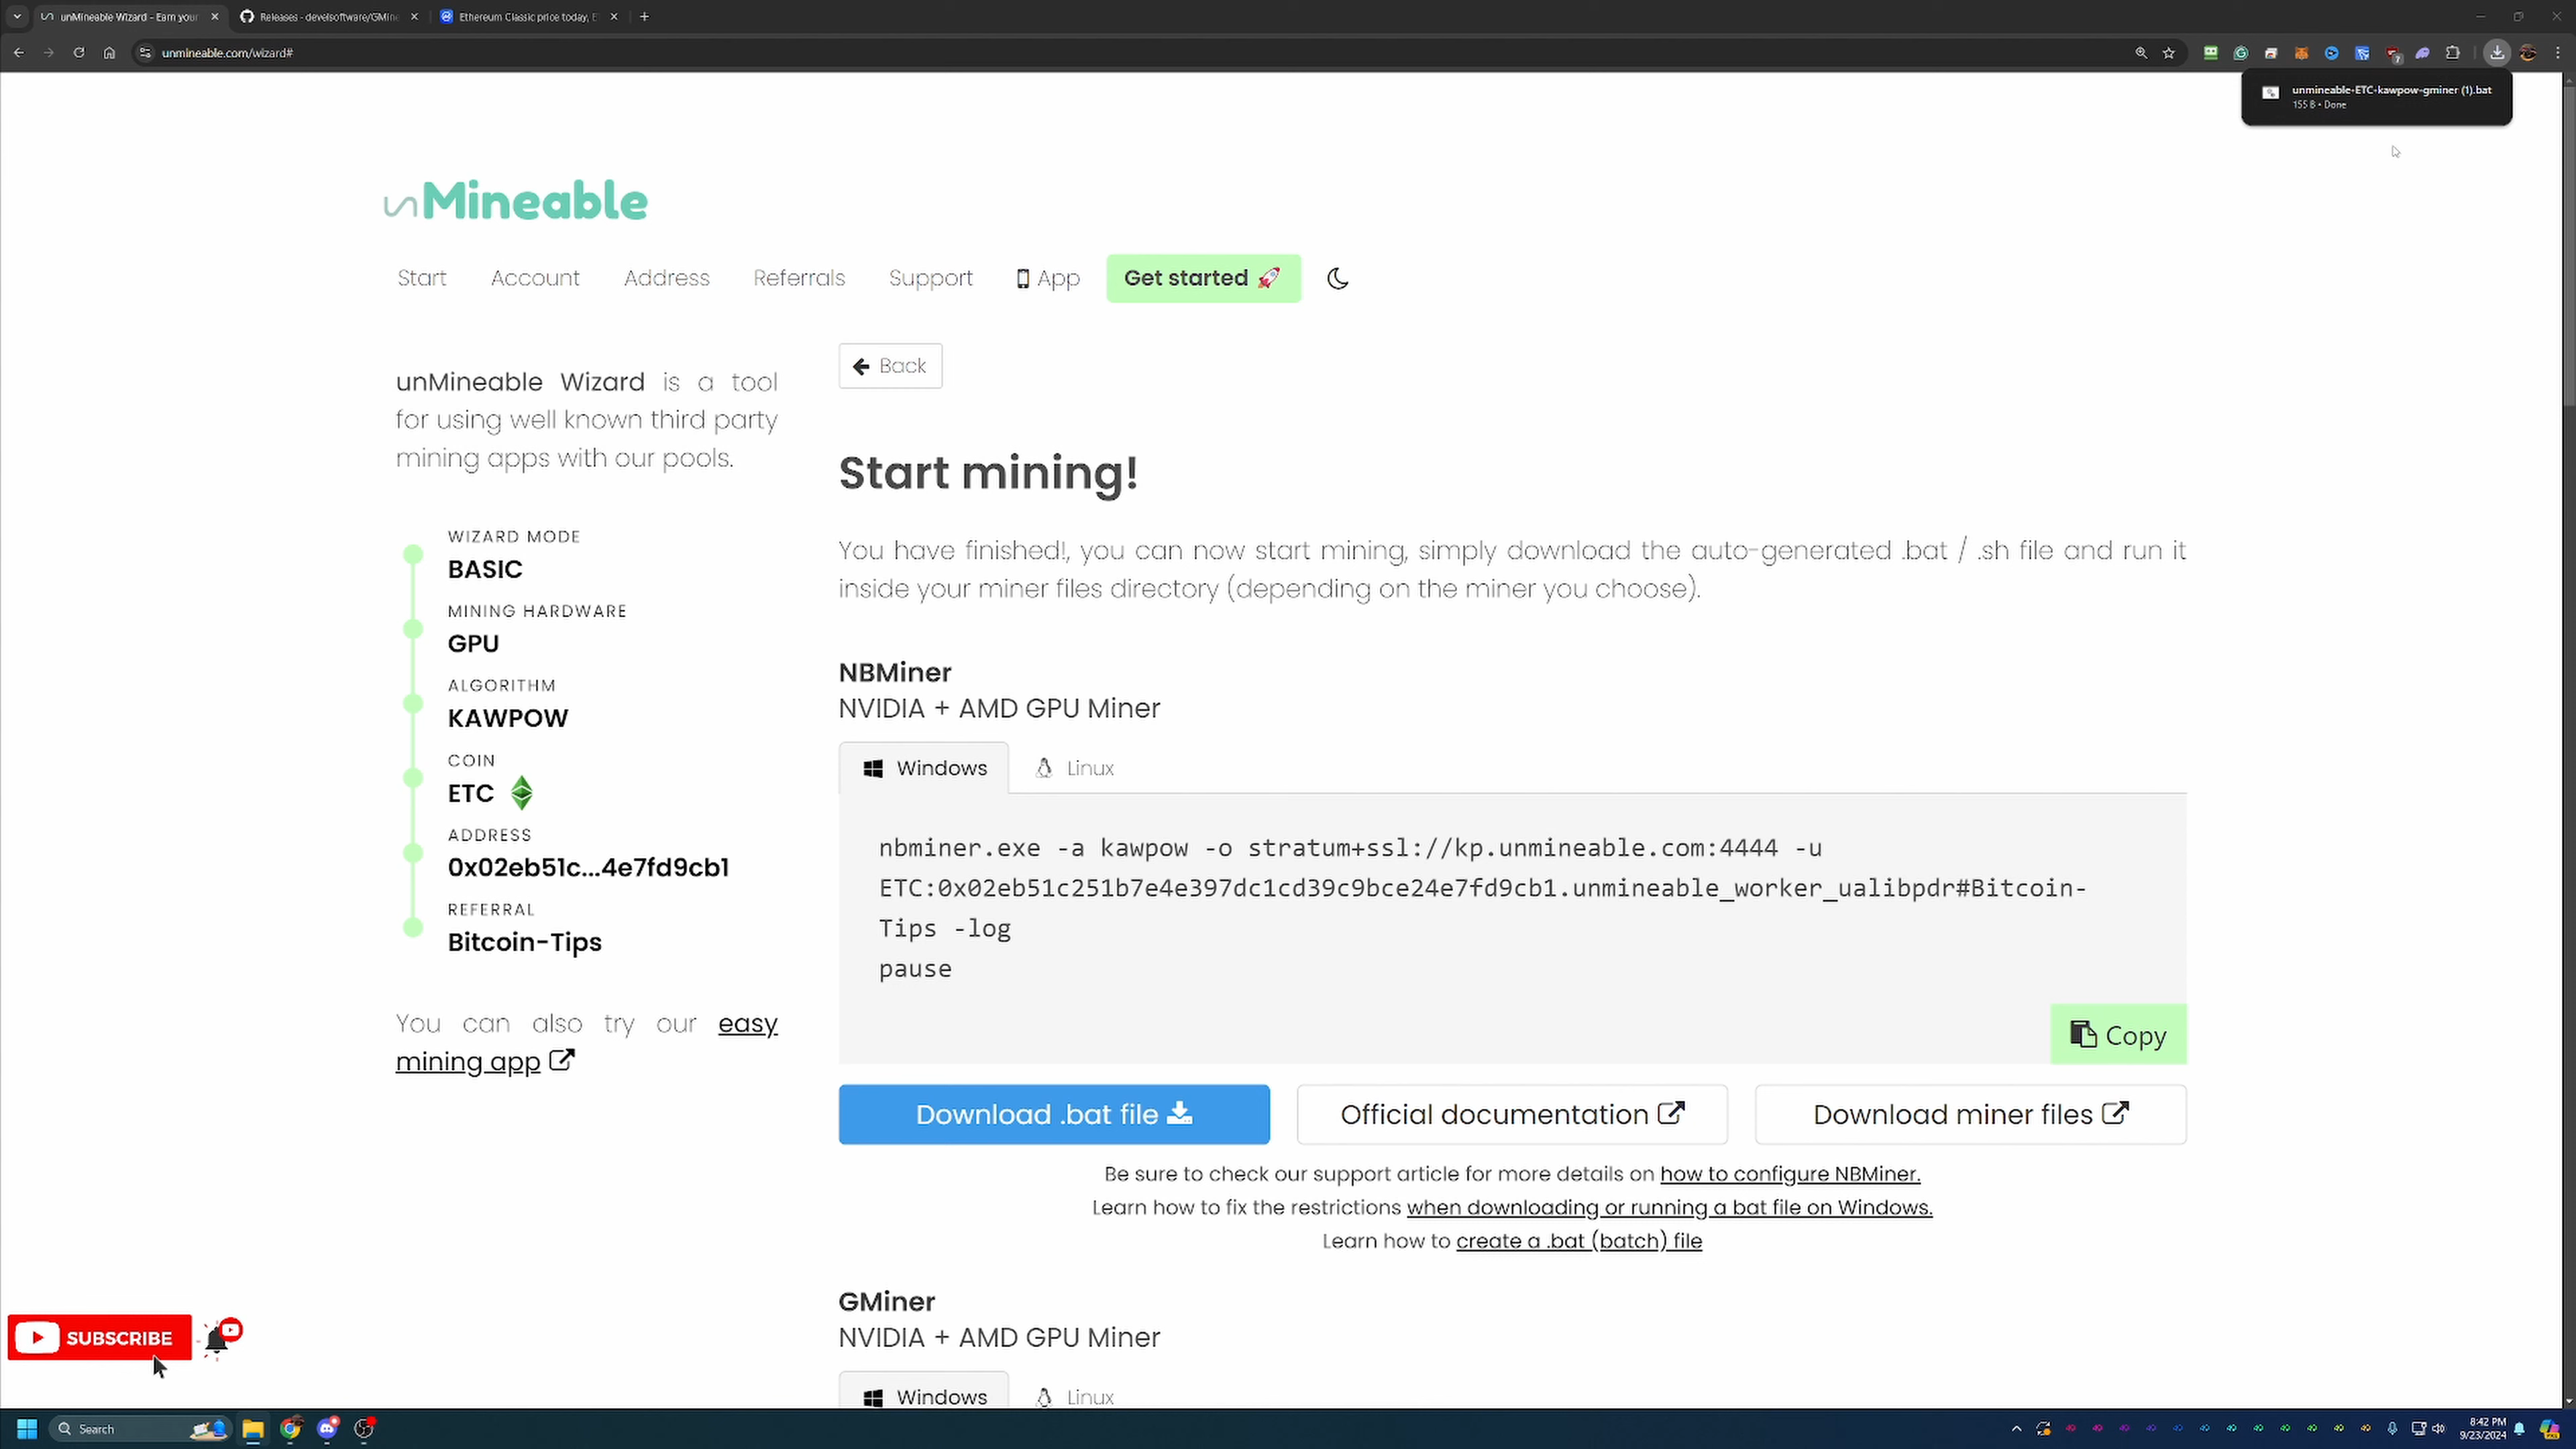 unMineable Wizard - Earn your
Releases · develsoftware/GMine
Ethereum Classic price today, E
unmineable.com/wizard#
unmineable-ETC-kawpow-gminer (1).bat
155 B • Done
unMineable
Start
Account
Address
Referrals
Support
App
Get started
Back
unMineable Wizard is a tool
for using well known third party
mining apps with our pools.
WIZARD MODE
BASIC
MINING HARDWARE
GPU
ALGORITHM
KAWPOW
COIN
ETC
ADDRESS
0x02eb51c...4e7fd9cb1
REFERRAL
Bitcoin-Tips
You can also try our easy
mining app
Start mining!
You have finished!, you can now start mining, simply download the auto-generated .bat / .sh file and run it
inside your miner files directory (depending on the miner you choose).
NBMiner
NVIDIA + AMD GPU Miner
Windows
Linux
nbminer.exe -a kawpow -o stratum+ssl://kp.unmineable.com:4444 -u
ETC:0x02eb51c251b7e4e397dc1cd39c9bce24e7fd9cb1.unmineable_worker_ualibpdr#Bitcoin-
Tips -log
pause
Copy
Download .bat file
Official documentation
Download miner files
Be sure to check our support article for more details on how to configure NBMiner.
Learn how to fix the restrictions when downloading or running a bat file on Windows.
Learn how to create a .bat (batch) file
GMiner
NVIDIA + AMD GPU Miner
Windows
Linux
SUBSCRIBE
Search
8:42 PM
9/23/2024